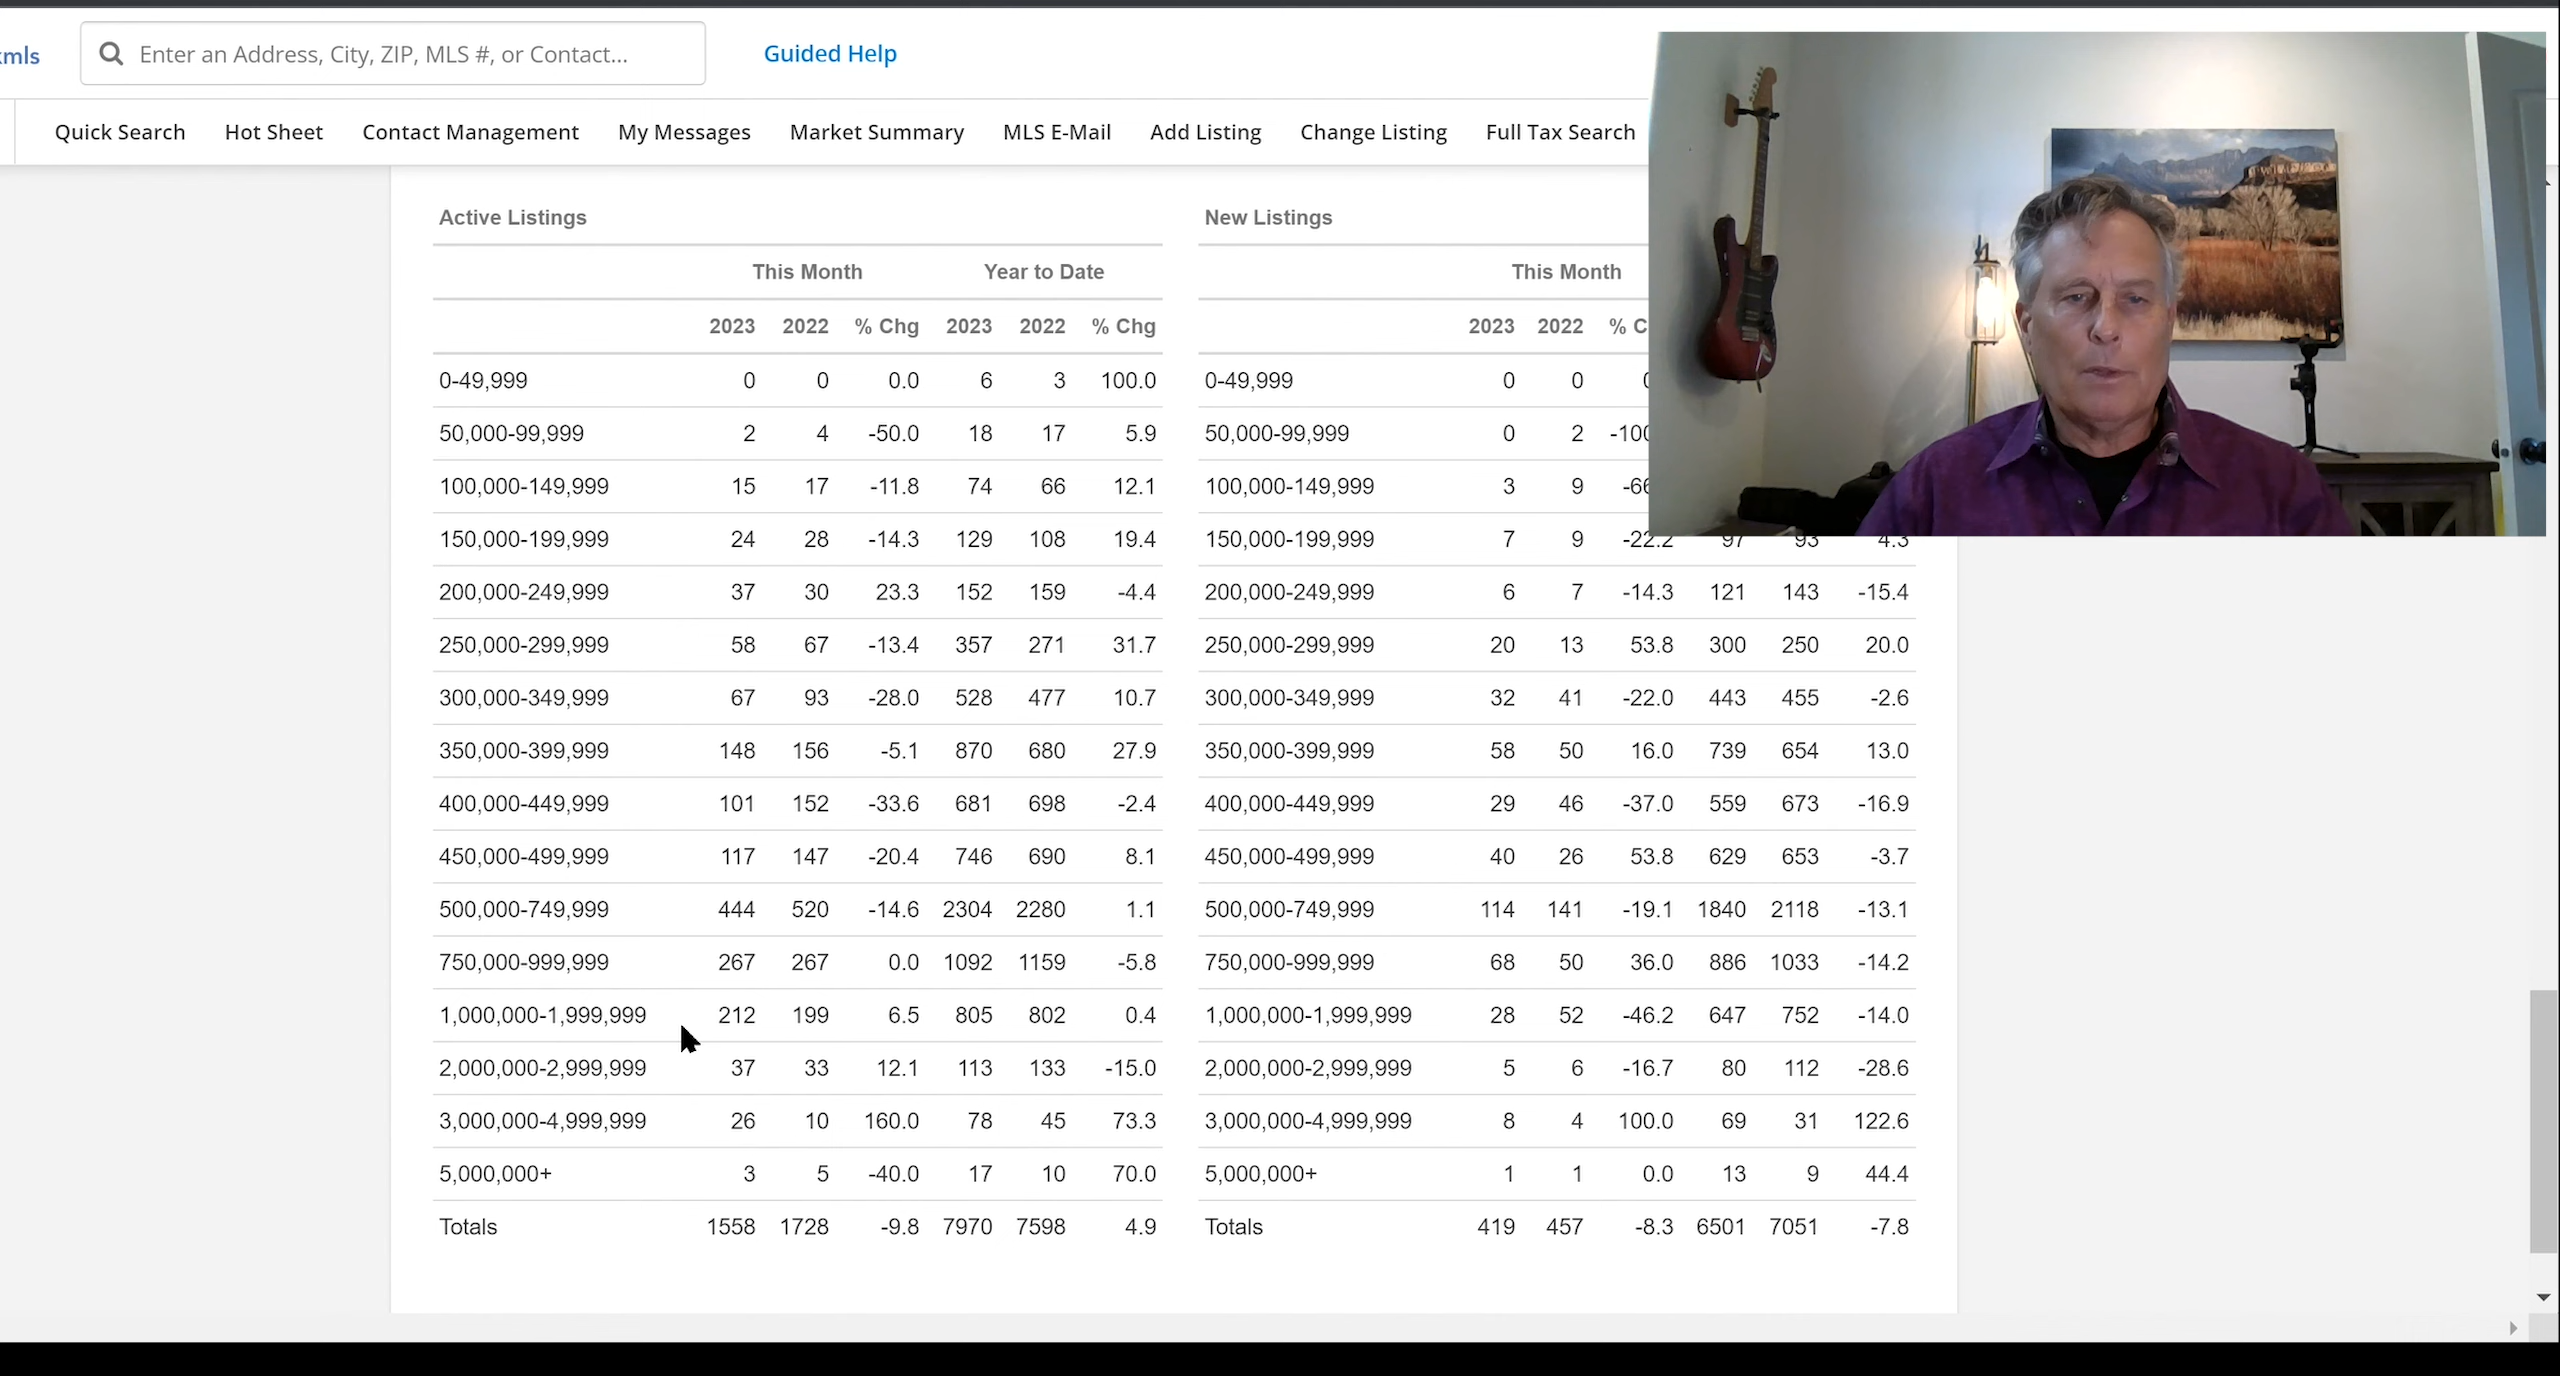 mls Enter an Address, City, ZIP, MLS #, or Contact... Guided Help
Quick Search Hot Sheet Contact Management My Messages Market Summary MLS E-Mail Add Listing Change Listing Full Tax Search
Active Listings
This Month Year to Date
2023 2022 % Chg 2023 2022 % Chg
0-49,999 0 0 0.0 6 3 100.0
50,000-99,999 2 4 -50.0 18 17 5.9
100,000-149,999 15 17 -11.8 74 66 12.1
150,000-199,999 24 28 -14.3 129 108 19.4
200,000-249,999 37 30 23.3 152 159 -4.4
250,000-299,999 58 67 -13.4 357 271 31.7
300,000-349,999 67 93 -28.0 528 477 10.7
350,000-399,999 148 156 -5.1 870 680 27.9
400,000-449,999 101 152 -33.6 681 698 -2.4
450,000-499,999 117 147 -20.4 746 690 8.1
500,000-749,999 444 520 -14.6 2304 2280 1.1
750,000-999,999 267 267 0.0 1092 1159 -5.8
1,000,000-1,999,999 212 199 6.5 805 802 0.4
2,000,000-2,999,999 37 33 12.1 113 133 -15.0
3,000,000-4,999,999 26 10 160.0 78 45 73.3
5,000,000+ 3 5 -40.0 17 10 70.0
Totals 1558 1728 -9.8 7970 7598 4.9
New Listings
This Month
2023 2022 % C
0-49,999 0 0
50,000-99,999 0 2 -100
100,000-149,999 3 9 -66
150,000-199,999 7 9 -22.2 97 93 4.3
200,000-249,999 6 7 -14.3 121 143 -15.4
250,000-299,999 20 13 53.8 300 250 20.0
300,000-349,999 32 41 -22.0 443 455 -2.6
350,000-399,999 58 50 16.0 739 654 13.0
400,000-449,999 29 46 -37.0 559 673 -16.9
450,000-499,999 40 26 53.8 629 653 -3.7
500,000-749,999 114 141 -19.1 1840 2118 -13.1
750,000-999,999 68 50 36.0 886 1033 -14.2
1,000,000-1,999,999 28 52 -46.2 647 752 -14.0
2,000,000-2,999,999 5 6 -16.7 80 112 -28.6
3,000,000-4,999,999 8 4 100.0 69 31 122.6
5,000,000+ 1 1 0.0 13 9 44.4
Totals 419 457 -8.3 6501 7051 -7.8